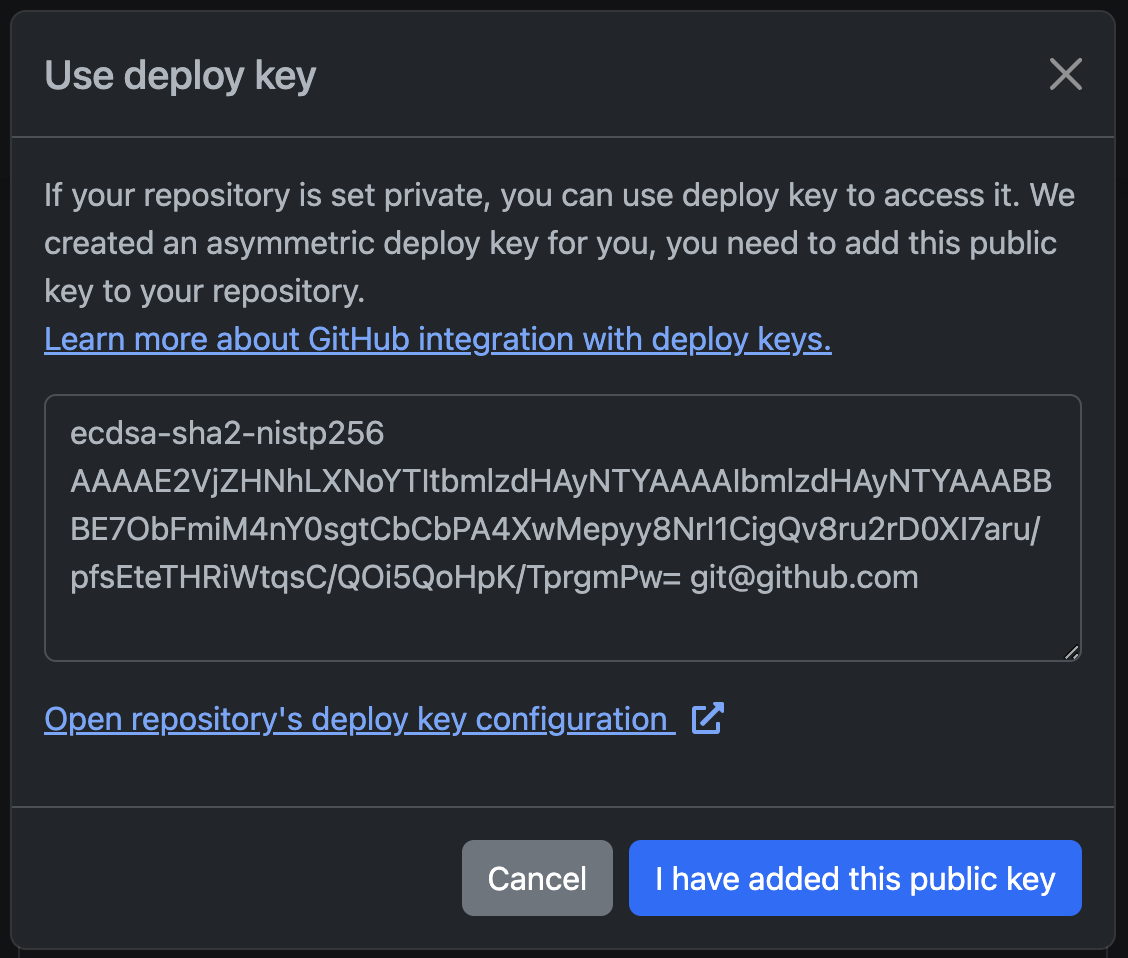 Use deploy key
If your repository is set private, you can use deploy key to access it. We
created an asymmetric deploy key for you, you need to add this public
key to your repository.
Learn more about GitHub integration with deploy keys.
ecdsa-sha2-nistp256
AAAAE2VjZHNhLXNoYTItbmlzdHAyNTYAAAAIbmlzdHAyNTYAAABB
BE7ObFmiM4nY0sgtCbCbPA4XwMepyy8Nrl1CigQv8ru2rD0XI7aru/
pfsEteTHRiWtqsC/QOi5QoHpK/TprgmPw= git@github.com
Open repository's deploy key configuration
Cancel
I have added this public key